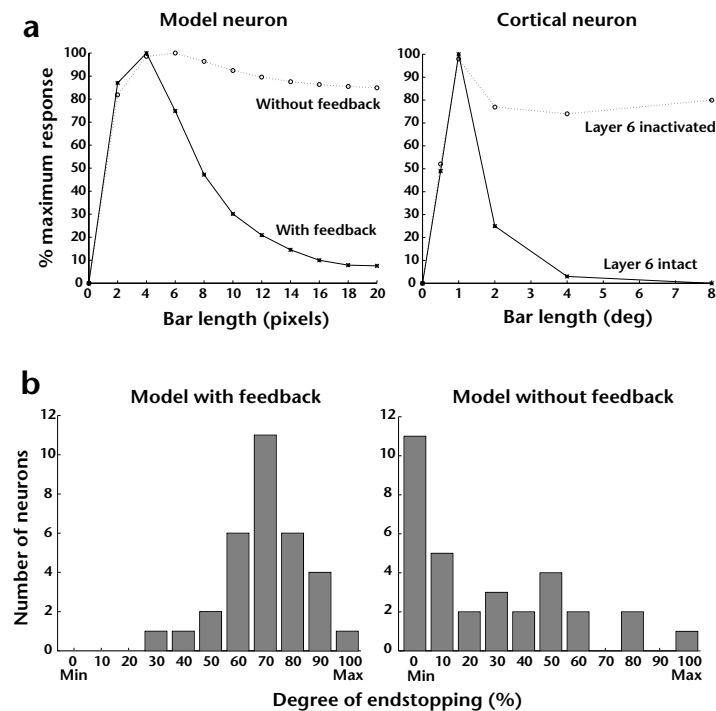 a
Model neuron
Cortical neuron
% maximum response
100
90
80
70
60
50
40
30
20
10
0
0 2 4 6 8 10 12 14 16 18 20
Without feedback
With feedback
Bar length (pixels)
100
90
80
70
60
50
40
30
20
10
0
0 1 2 3 4 5 6 7 8
Layer 6 inactivated
Layer 6 intact
Bar length (deg)
b
Model with feedback
Model without feedback
Number of neurons
12
10
8
6
4
2
0 10 20 30 40 50 60 70 80 90 100
Min Max
12
10
8
6
4
2
0
0 10 20 30 40 50 60 70 80 90 100
Min Max
Degree of endstopping (%)